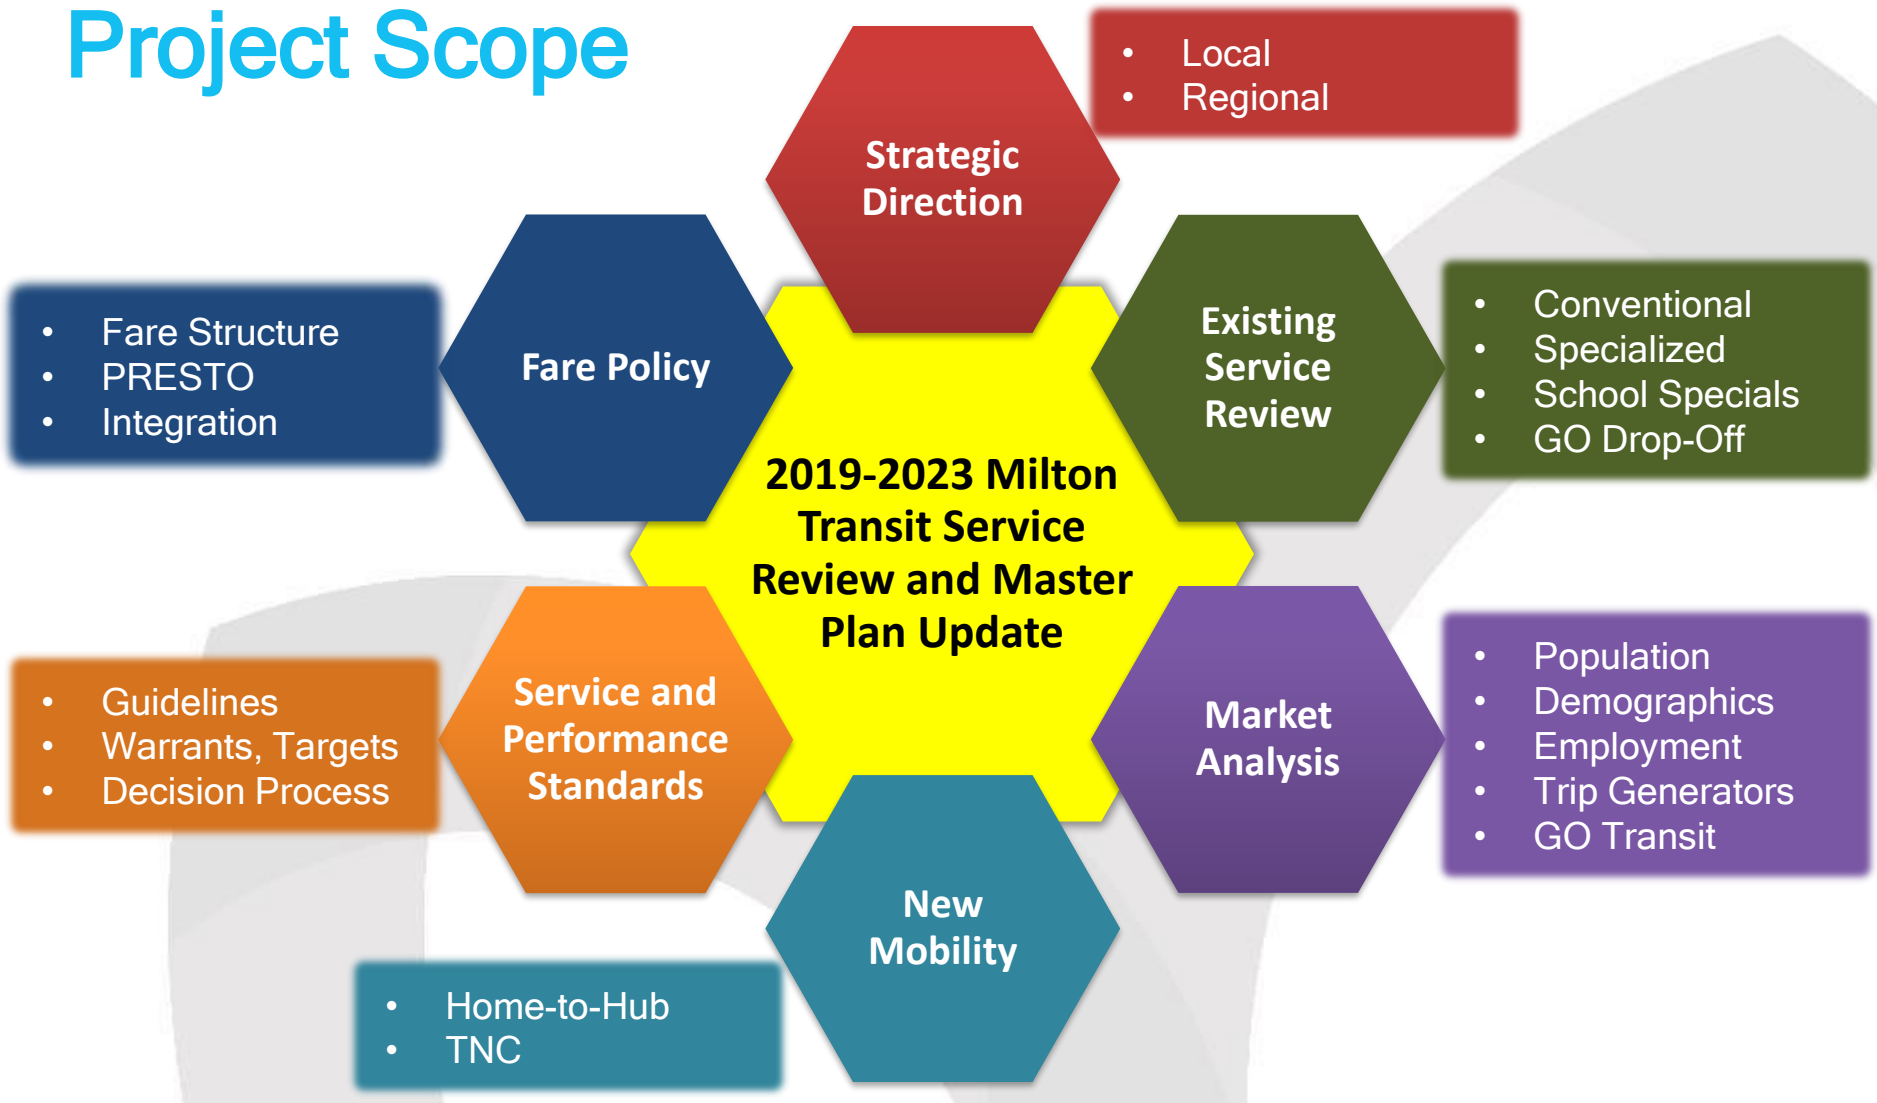 Project Scope
Strategic
Direction
• Local
• Regional
Existing
Service
Review
• Conventional
• Specialized
• School Specials
• GO Drop-Off
Fare Policy
• Fare Structure
• PRESTO
• Integration
2019-2023 Milton
Transit Service
Review and Master
Plan Update
Service and
Performance
Standards
• Guidelines
• Warrants, Targets
• Decision Process
Market
Analysis
• Population
• Demographics
• Employment
• Trip Generators
• GO Transit
New
Mobility
• Home-to-Hub
• TNC